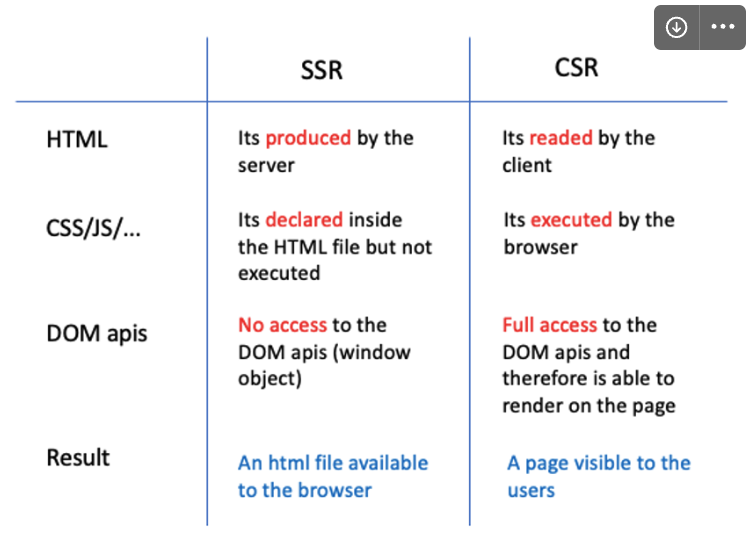 SSR
CSR
HTML
Its produced by the
server
Its readed by the
client
CSS/JS/...
Its declared inside
the HTML file but not
executed
Its executed by the
browser
DOM apis
No access to the
DOM apis (window
object)
Full access to the
DOM apis and
therefore is able to
render on the page
Result
An html file available
to the browser
A page visible to the
users